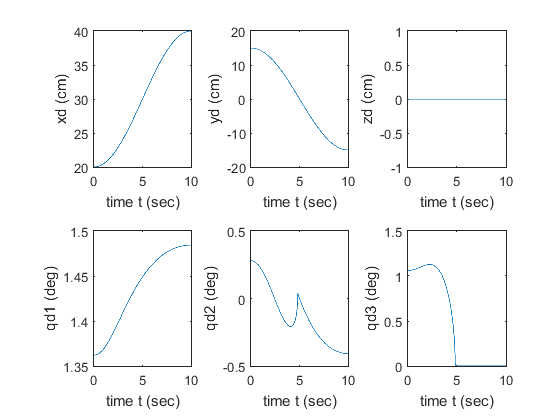 xd (cm)
40
35
30
25
20
0 5 10
time t (sec)
yd (cm)
20
10
0
-10
-20
0 5 10
time t (sec)
zd (cm)
1
0.5
0
-0.5
-1
0 5 10
time t (sec)
qd1 (deg)
1.5
1.45
1.4
1.35
0 5 10
time t (sec)
qd2 (deg)
0.5
0
-0.5
0 5 10
time t (sec)
qd3 (deg)
1.5
1
0.5
0
0 5 10
time t (sec)